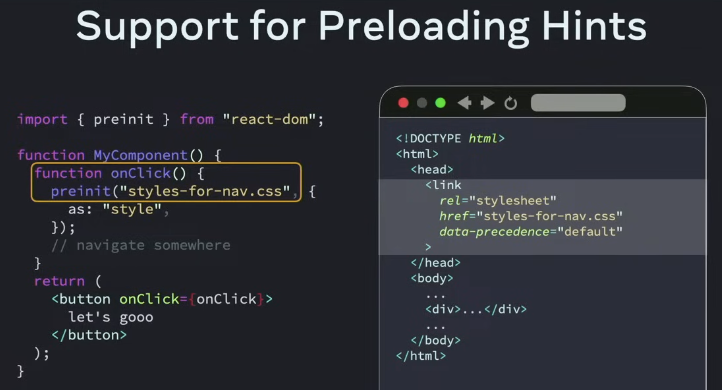 Support for Preloading Hints
import { preinit } from "react-dom";
function MyComponent() {
function onClick() {
preinit("styles-for-nav.css", {
as: "style",
});
// navigate somewhere
}
return (
<button onClick={onClick}>
let's gooo
</button>
);
}
<!DOCTYPE html>
<html>
<head>
<link
rel="stylesheet"
href="styles-for-nav.css"
data-precedence="default"
>
</head>
<body>
...
<div>...</div>
...
</body>
</html>